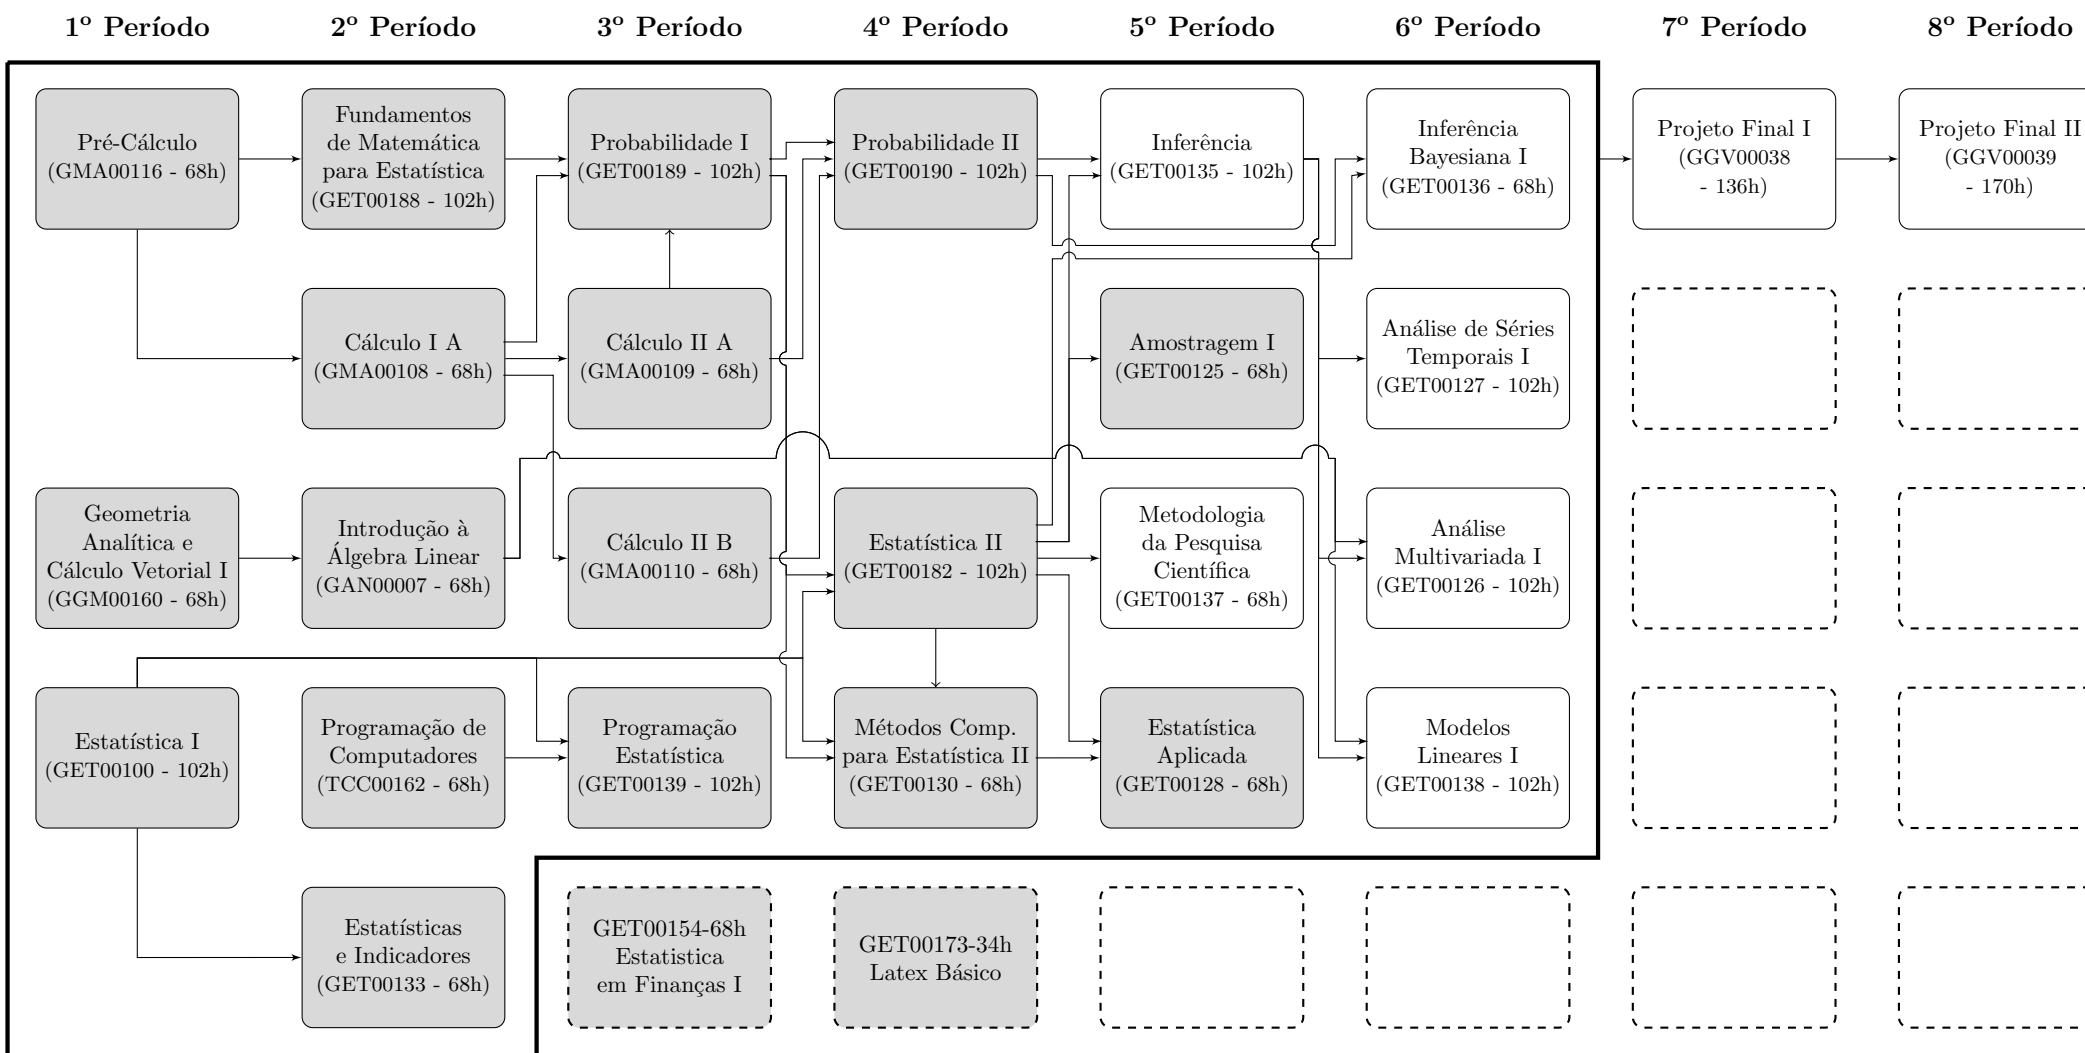 1º Período
2º Período
3º Período
4º Período
5º Período
6º Período
7º Período
8º Período
Pré-Cálculo
(GMA00116 - 68h)
Fundamentos
de Matemática
para Estatística
(GET00188 - 102h)
Probabilidade I
(GET00189 - 102h)
Probabilidade II
(GET00190 - 102h)
Inferência
(GET00135 - 102h)
Inferência
Bayesiana I
(GET00136 - 68h)
Projeto Final I
(GGV00038
- 136h)
Projeto Final II
(GGV00039
- 170h)
Cálculo I A
(GMA00108 - 68h)
Cálculo II A
(GMA00109 - 68h)
Amostragem I
(GET00125 - 68h)
Análise de Séries
Temporais I
(GET00127 - 102h)
Geometria
Analítica e
Cálculo Vetorial I
(GGM00160 - 68h)
Introdução à
Álgebra Linear
(GAN00007 - 68h)
Cálculo II B
(GMA00110 - 68h)
Estatística II
(GET00182 - 102h)
Metodologia
da Pesquisa
Científica
(GET00137 - 68h)
Análise
Multivariada I
(GET00126 - 102h)
Estatística I
(GET00100 - 102h)
Programação de
Computadores
(TCC00162 - 68h)
Programação
Estatística
(GET00139 - 102h)
Métodos Comp.
para Estatística II
(GET00130 - 68h)
Estatística
Aplicada
(GET00128 - 68h)
Modelos
Lineares I
(GET00138 - 102h)
Estatísticas
e Indicadores
(GET00133 - 68h)
GET00154-68h
Estatistica
em Finanças I
GET00173-34h
Latex Básico